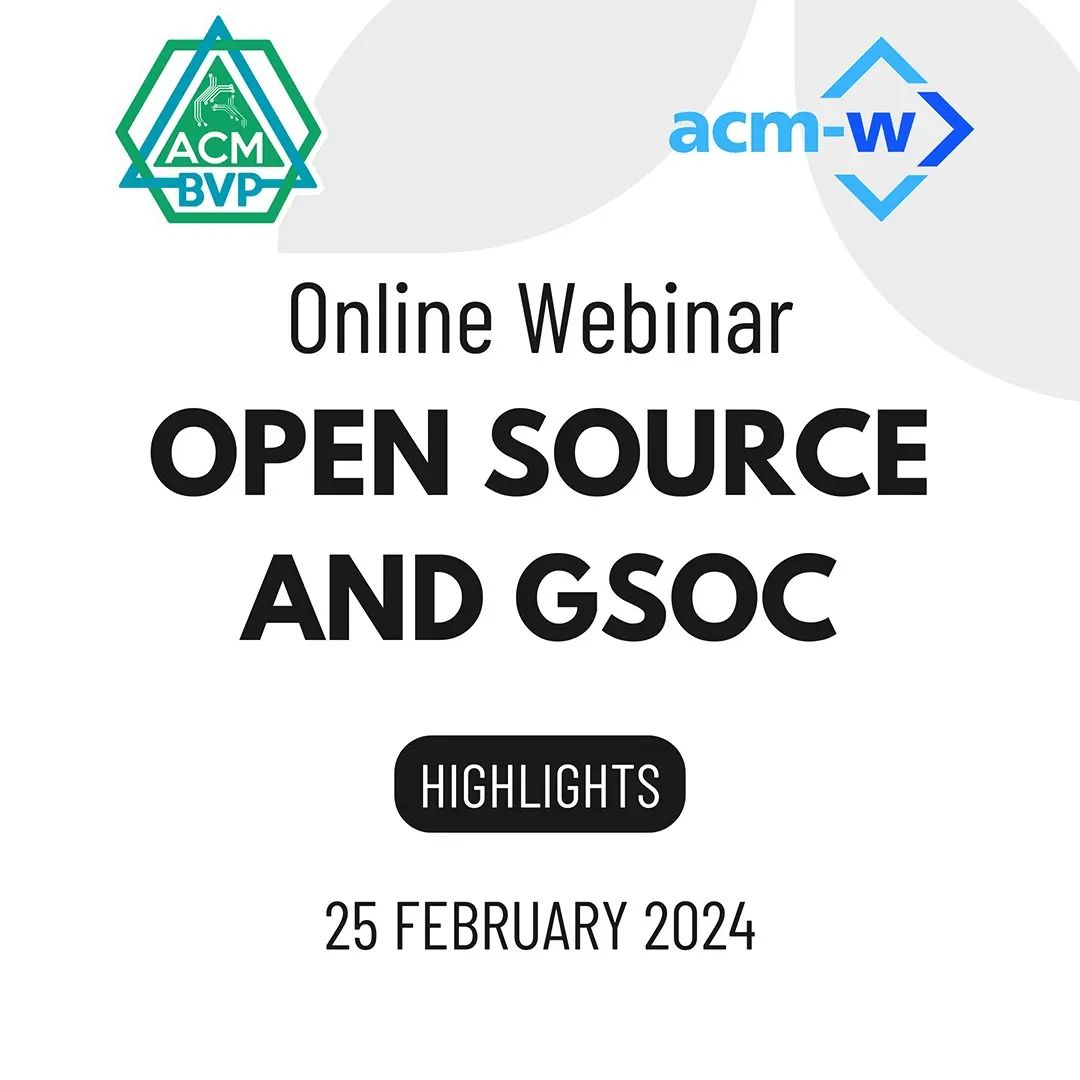 ACM
BVP
acm-w
Online Webinar
OPEN SOURCE
AND GSOC
HIGHLIGHTS
25 FEBRUARY 2024